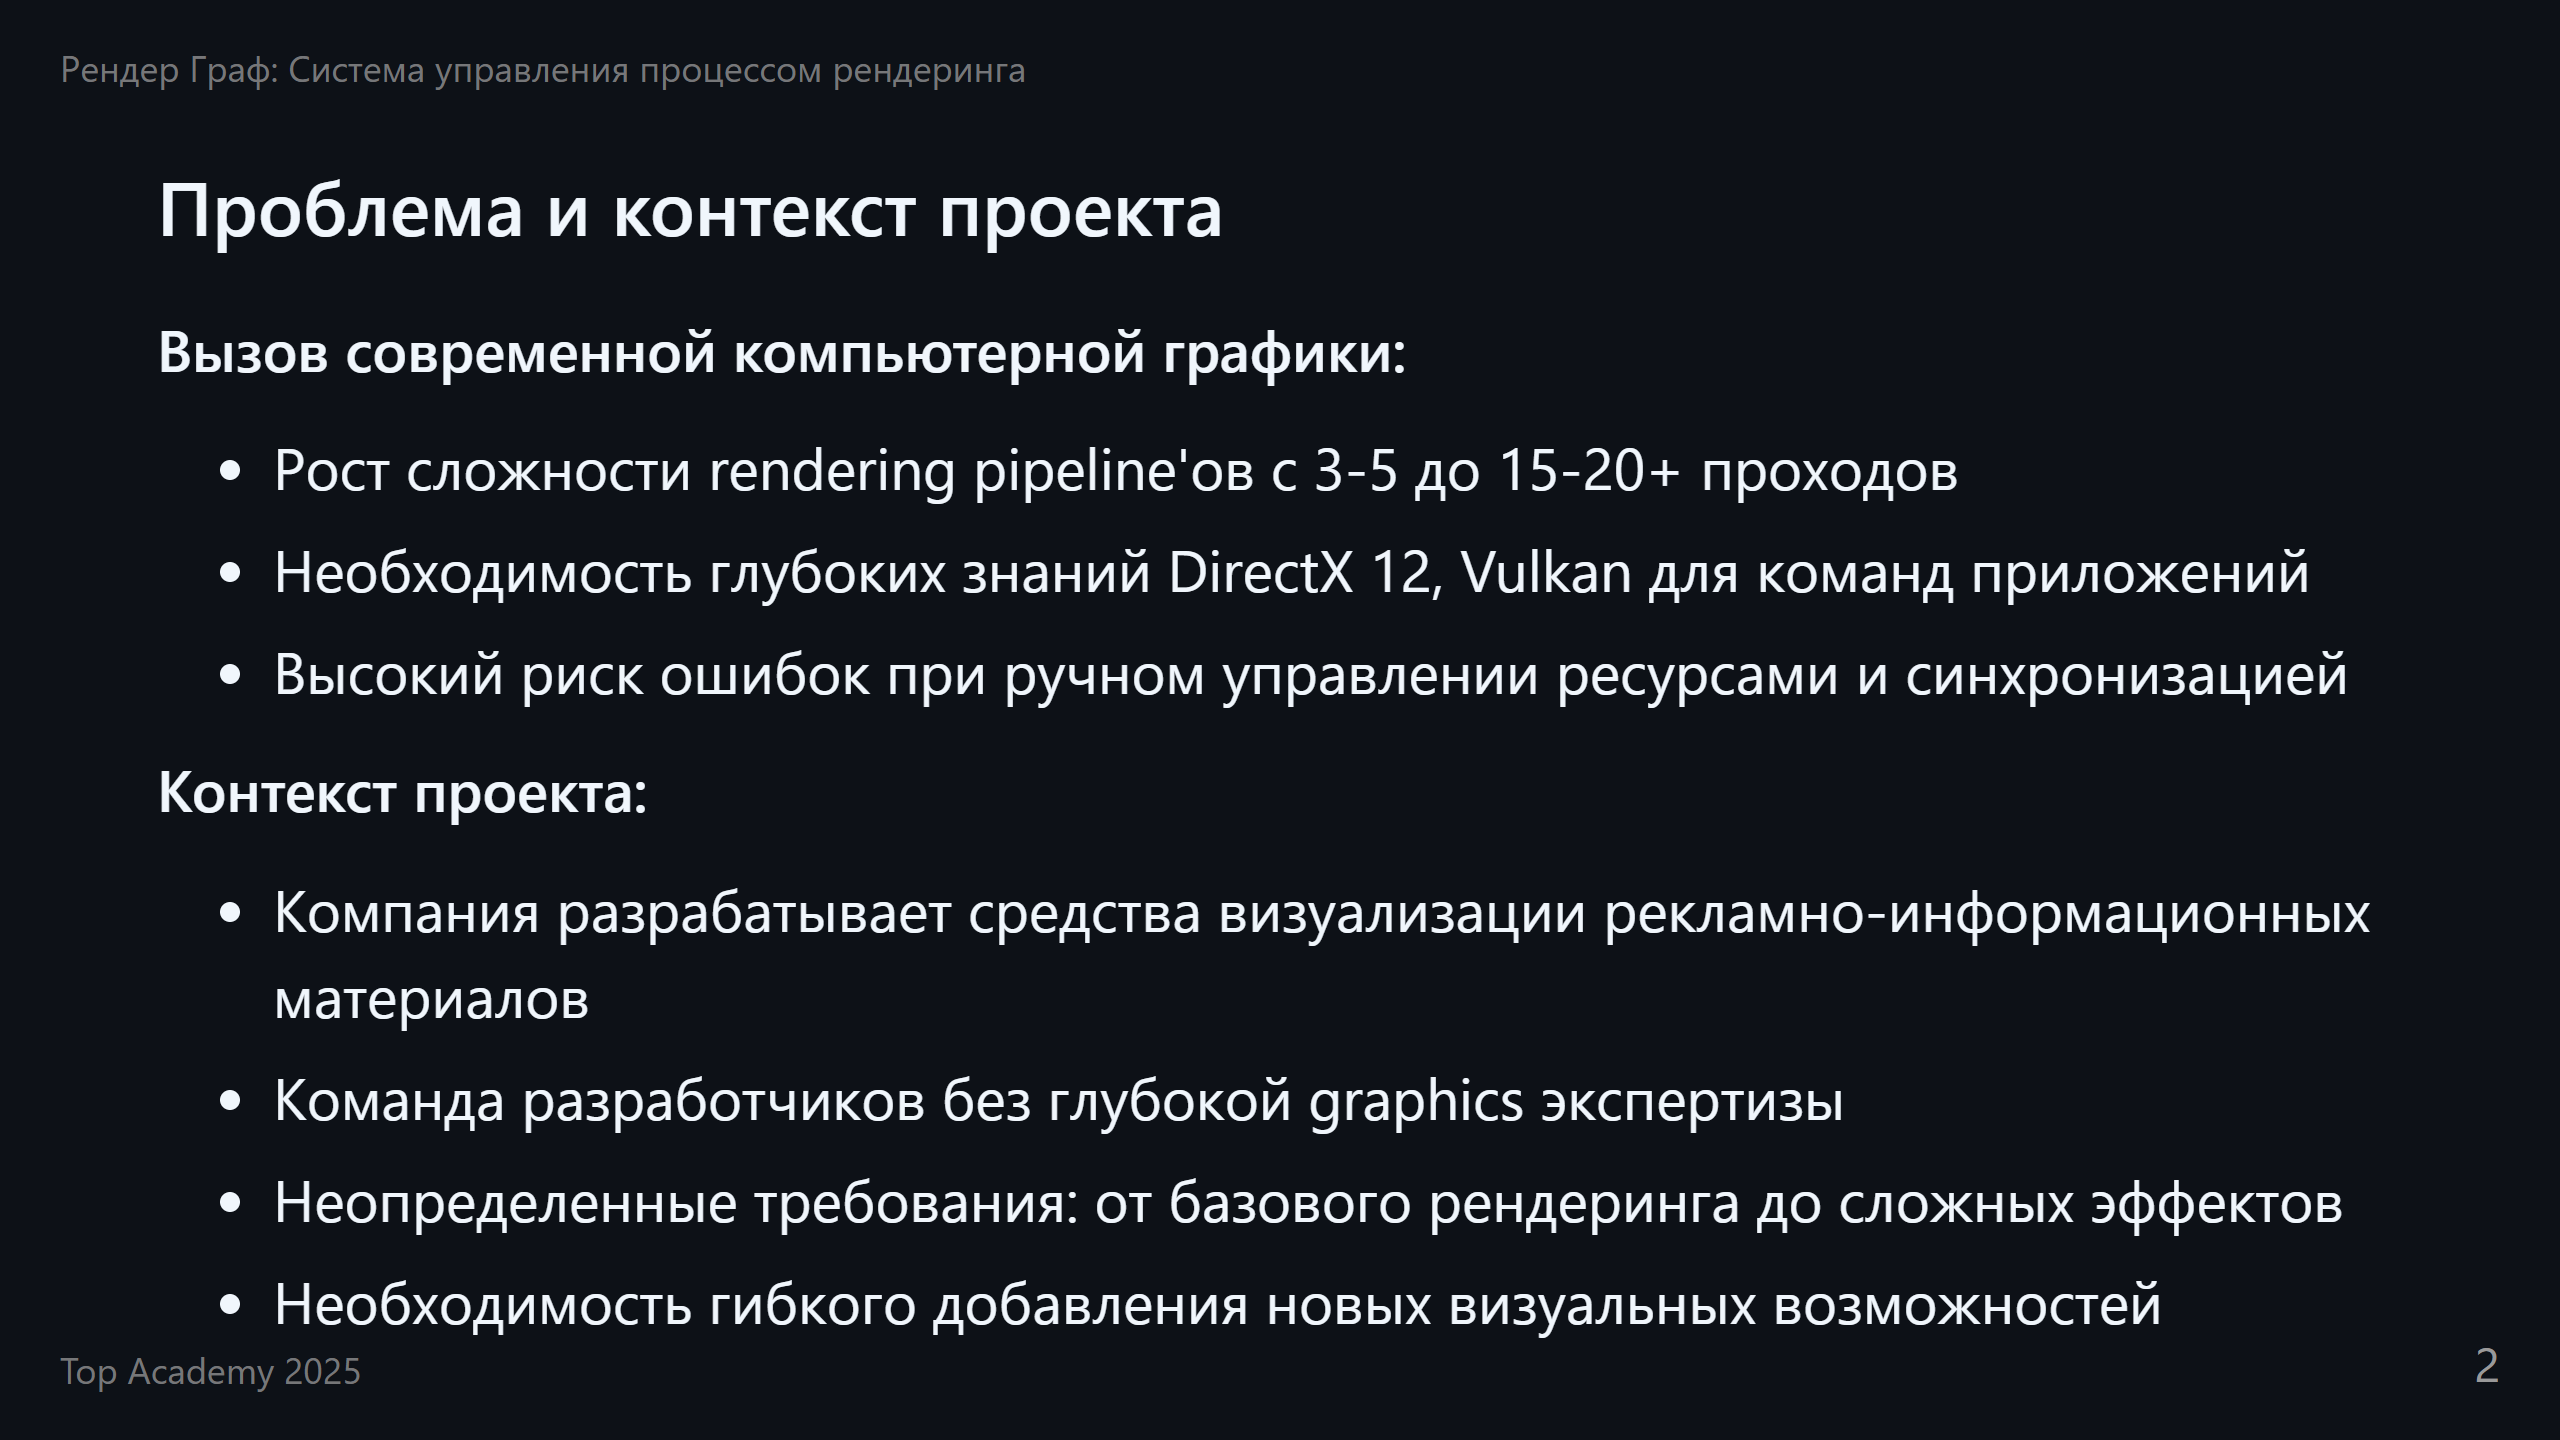 Рендер Граф: Система управления процессом рендеринга
Проблема и контекст проекта
Вызов современной компьютерной графики:
• Рост сложности rendering pipeline'ов с 3-5 до 15-20+ проходов
• Необходимость глубоких знаний DirectX 12, Vulkan для команд приложений
• Высокий риск ошибок при ручном управлении ресурсами и синхронизацией
Контекст проекта:
• Компания разрабатывает средства визуализации рекламно-информационных
материалов
• Команда разработчиков без глубокой graphics экспертизы
• Неопределенные требования: от базового рендеринга до сложных эффектов
• Необходимость гибкого добавления новых визуальных возможностей
Top Academy 2025
2